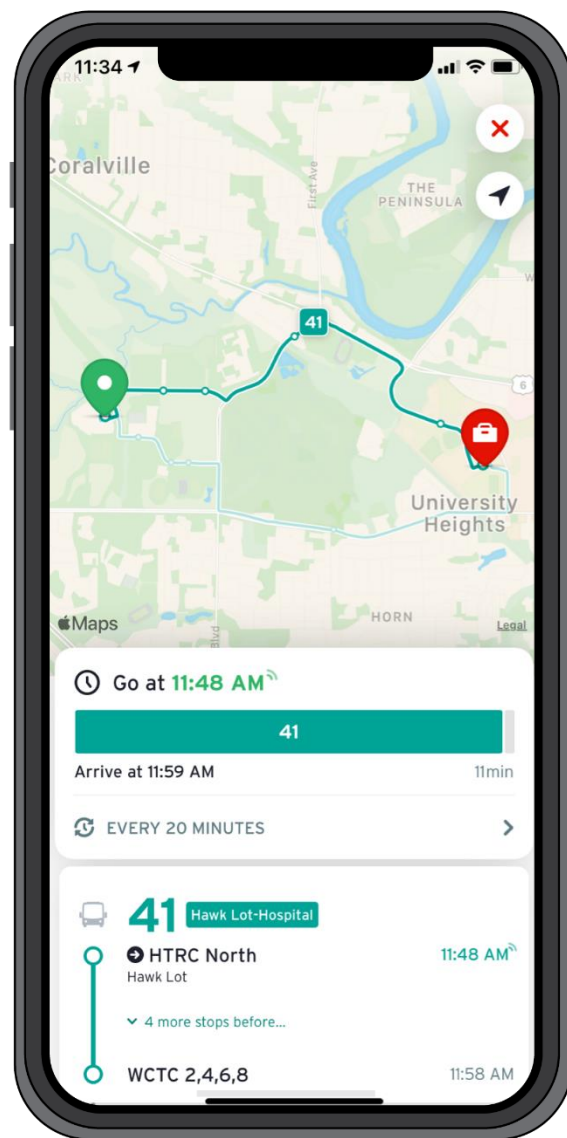 11:34
Coralville
First Ave
THE
PENINSULA
41
6
University
Heights
Maps
HORN
Legal
Blvd
Go at 11:48 AM
41
Arrive at 11:59 AM 11min
EVERY 20 MINUTES
41 Hawk Lot-Hospital
HTRC North 11:48 AM
Hawk Lot
4 more stops before...
WCTC 2,4,6,8 11:58 AM